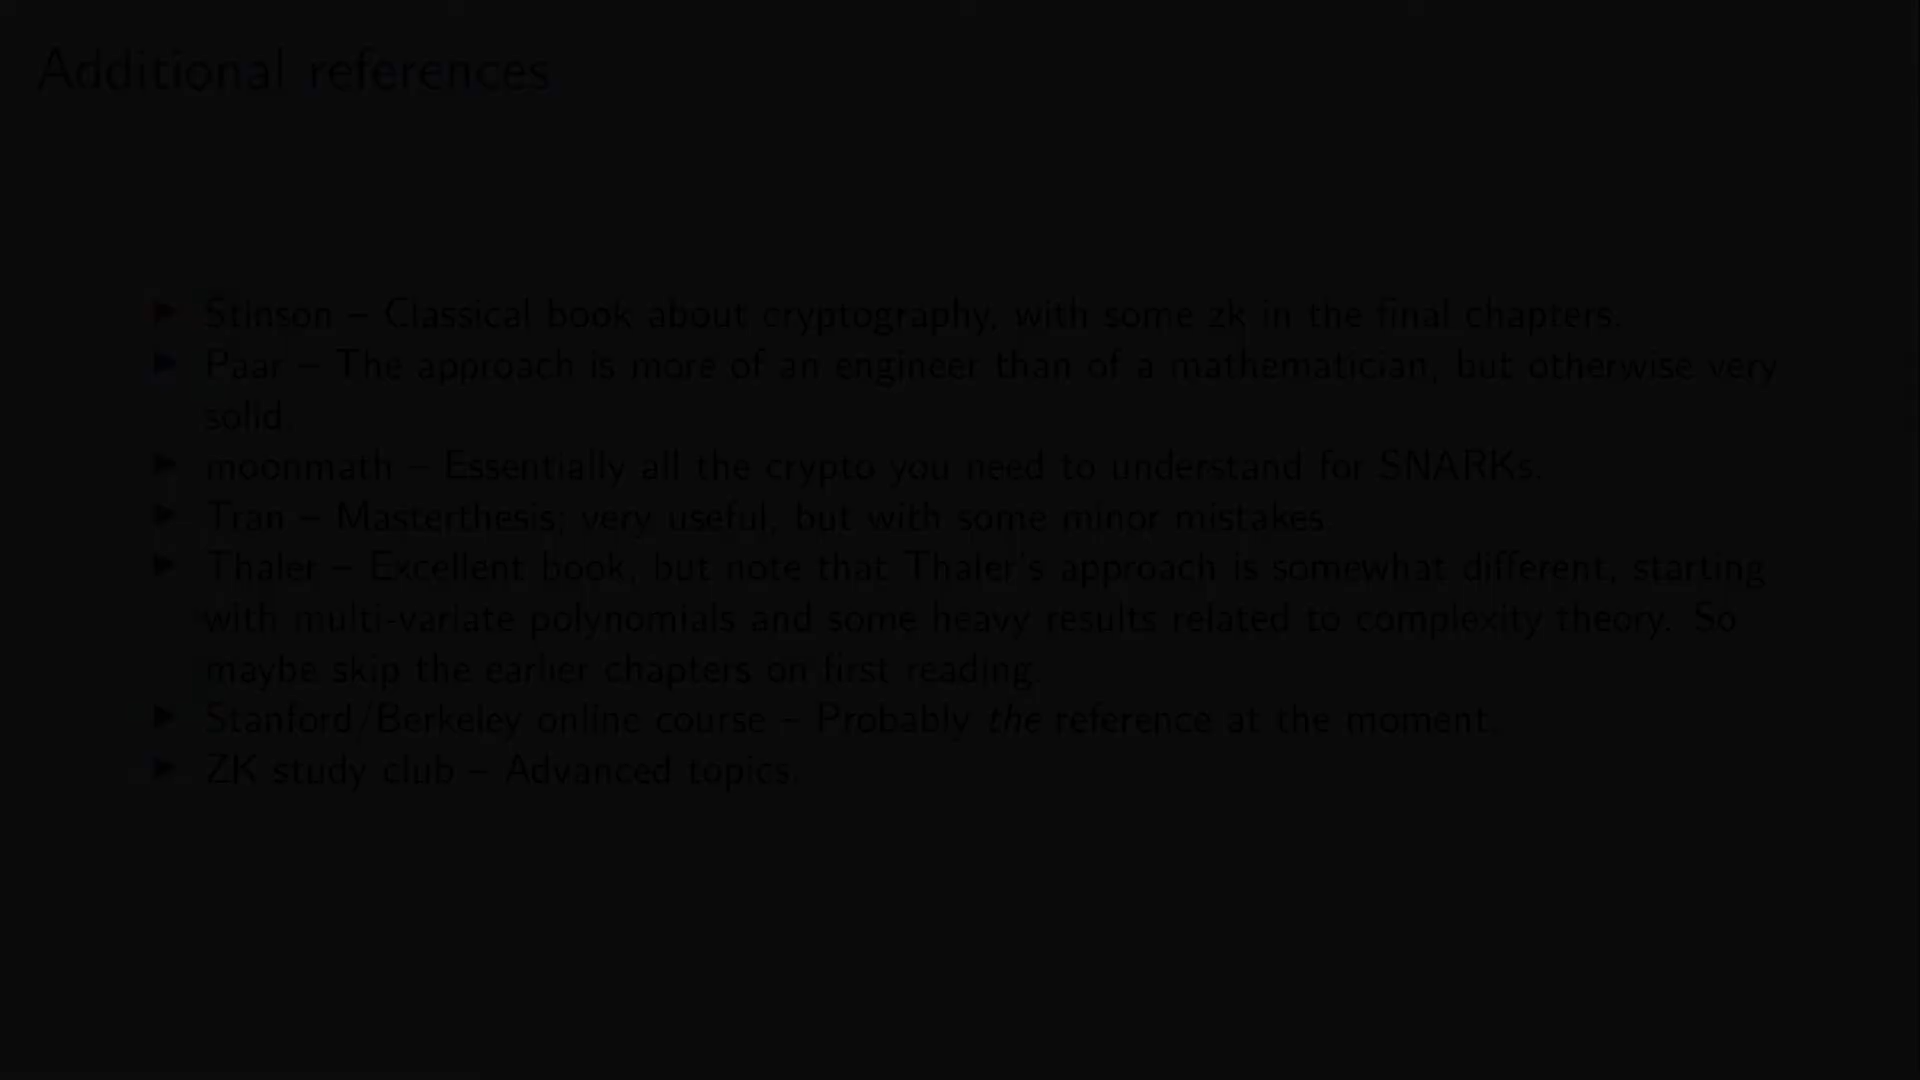 Additional references
▶ Stinson – Classical book about cryptography, with some zk in the final chapters.
▶ Paar – The approach is more of an engineer than of a mathematician, but otherwise very
solid.
▶ moonmath – Essentially all the crypto you need to understand for SNARKs.
▶ Tran – Masterthesis; very useful, but with some minor mistakes.
▶ Thaler – Excellent book, but note that Thaler's approach is somewhat different, starting
with multi-variate polynomials and some heavy results related to complexity theory. So
maybe skip the earlier chapters on first reading.
▶ Stanford/Berkeley online course – Probably the reference at the moment.
▶ ZK study club – Advanced topics.